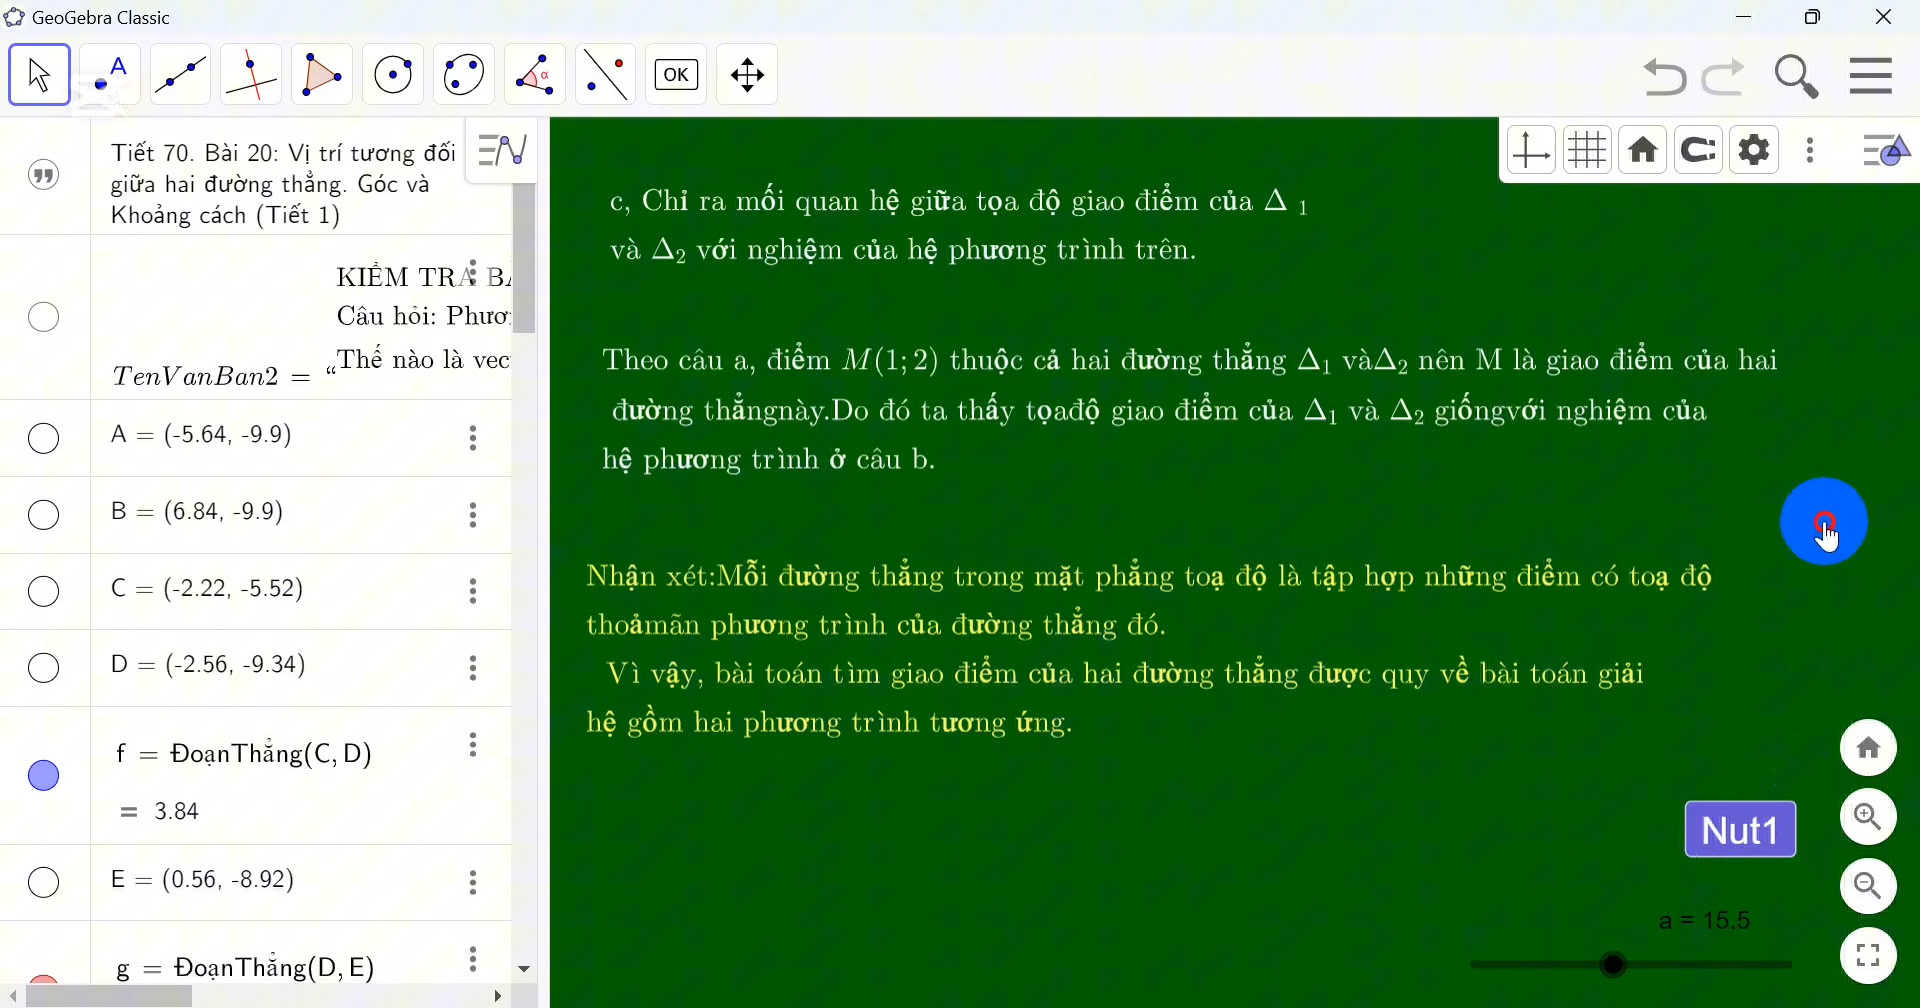 GeoGebra Classic
A
α
OK
Tiết 70. Bài 20: Vị trí tương đối
giữa hai đường thẳng. Góc và
Khoảng cách (Tiết 1)
KIỂM TRA BÀ
Câu hỏi: Phươ
Thế nào là vec
TenVanBan2 = “
A = (-5.64, -9.9)
B = (6.84, -9.9)
C = (-2.22, -5.52)
D = (-2.56, -9.34)
f = ĐoạnThẳng(C, D)
= 3.84
E = (0.56, -8.92)
g = ĐoạnThẳng(D, E)
c, Chỉ ra mối quan hệ giữa tọa độ giao điểm của Δ 1
và Δ₂ với nghiệm của hệ phương trình trên.
Theo câu a, điểm M(1; 2) thuộc cả hai đường thẳng Δ₁ vàΔ₂ nên M là giao điểm của hai
đường thẳngnày.Do đó ta thấy tọađộ giao điểm của Δ₁ và Δ₂ giốngvới nghiệm của
hệ phương trình ở câu b.
Nhận xét:Mỗi đường thẳng trong mặt phẳng toạ độ là tập hợp những điểm có toạ độ
thoảmãn phương trình của đường thẳng đó.
Vì vậy, bài toán tìm giao điểm của hai đường thẳng được quy về bài toán giải
hệ gồm hai phương trình tương ứng.
Nut1
a = 15.5